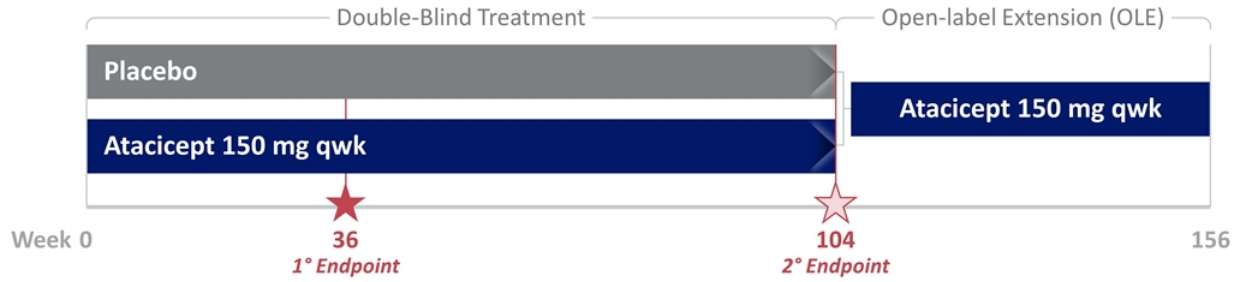 Double-Blind Treatment
Open-label Extension (OLE)
Placebo
Atacicept 150 mg qwk
Atacicept 150 mg qwk
Week 0
36
104
156
1° Endpoint
2° Endpoint